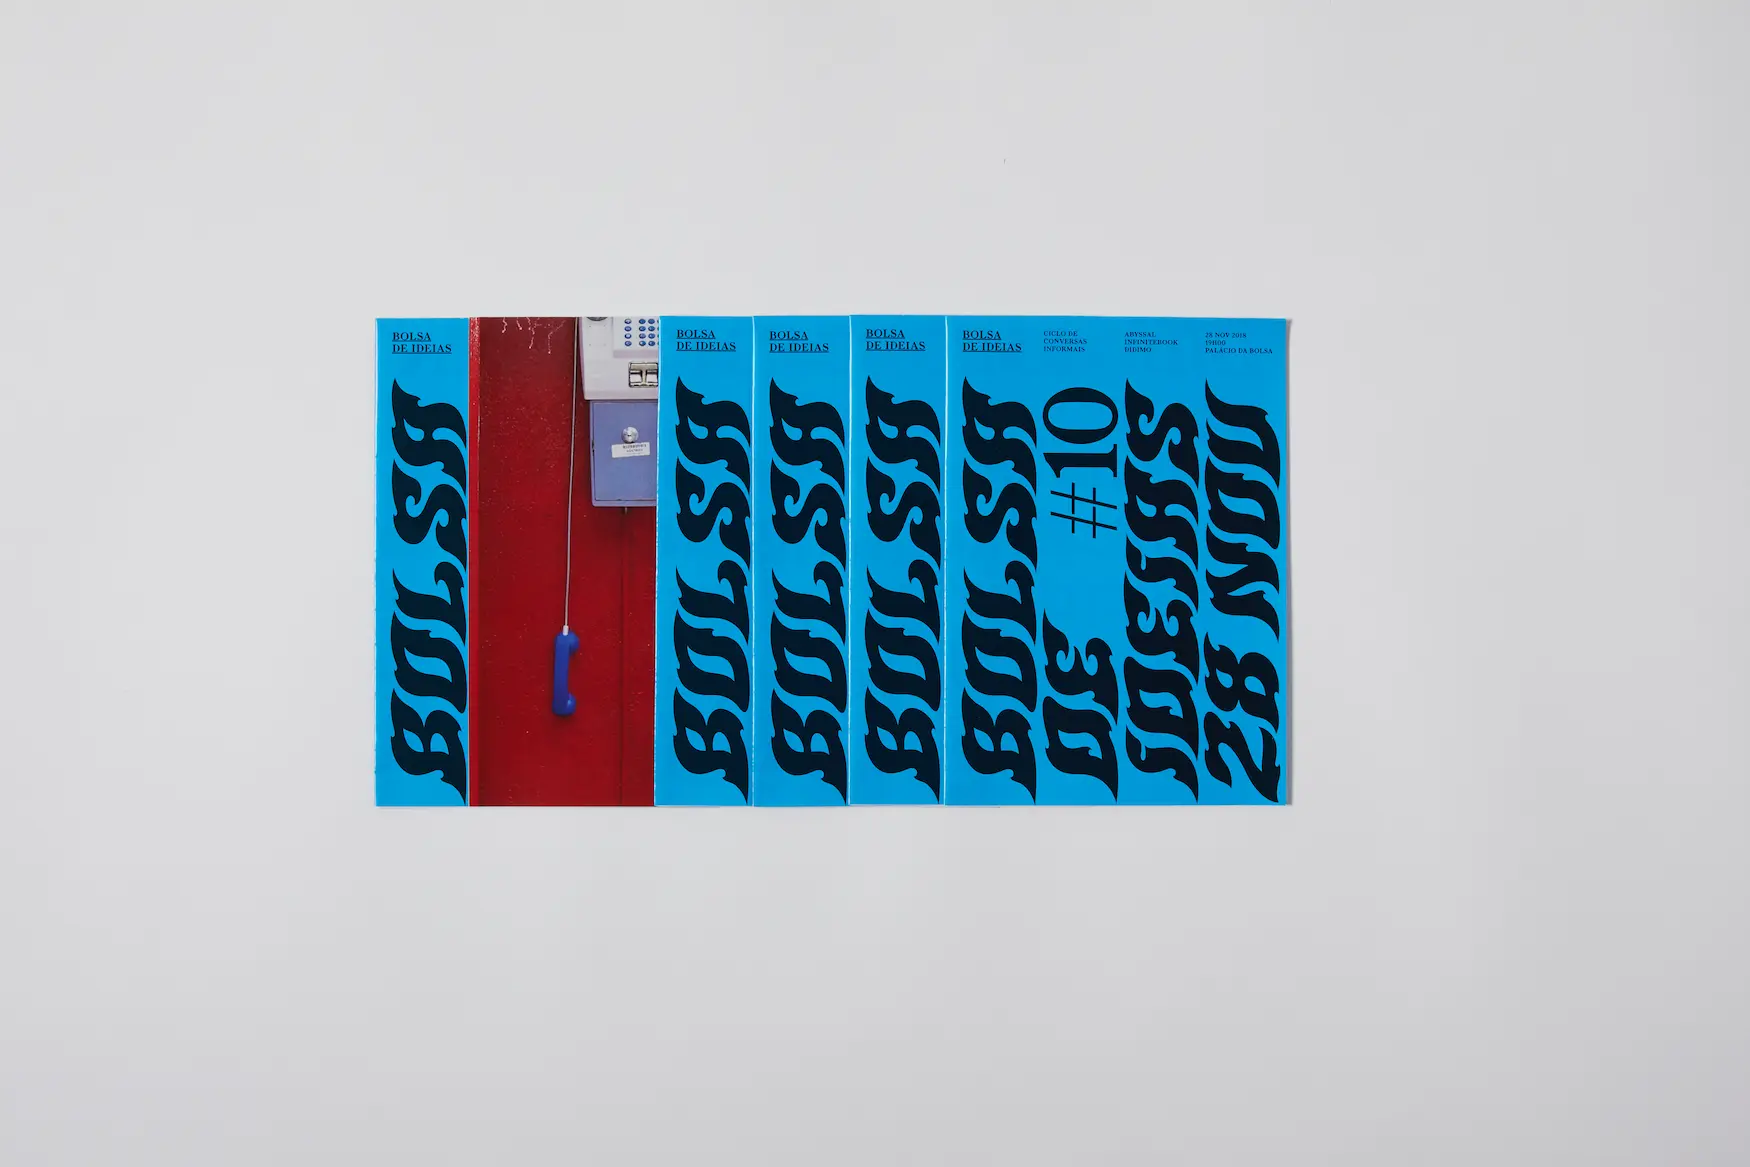 BOLSA
DE IDEIAS
BOLSA
BOLSA
DE IDEIAS
BOLSA
BOLSA
DE IDEIAS
BOLSA
BOLSA
DE IDEIAS
BOLSA
BOLSA
DE IDEIAS
CICLO DE
CONVERSAS
INFORMAIS
ABYSSAL
INFINITEBOOK
DIDIMO
28 NOV 2018
19H00
PALÁCIO DA BOLSA
BOLSA
DE #10
IDEIAS
28 NOV